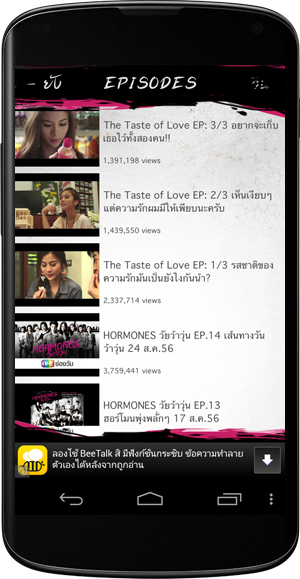 ยัง
EPISODES
The Taste of Love EP: 3/3 อยากจะเก็บ
เธอไว้ทั้งสองคน!!
1,391,198 views
The Taste of Love EP: 2/3 เห็นเงียบๆ
แต่ความรักผมมีให้เพียบนะครับ
1,439,550 views
The Taste of Love EP: 1/3 รสชาติของ
ความรักมันเป็นยังไงกันน้า?
2,337,714 views
HORMONES
ช่องวัน
HORMONES วัยว้าวุ่น EP.14 เส้นทางวัน
ว้าวุ่น 24 ส.ค.56
3,759,441 views
HORMONES วัยว้าวุ่น EP.13
ฮอร์โมนพุ่งพล่ก๋ๆ 17 ส.ค.56
ลองใช้ BeeTalk สิ มีฟังก์ชันกระซิบ ข้อความทำลาย
ตัวเองได้หลังจากถูกอ่าน